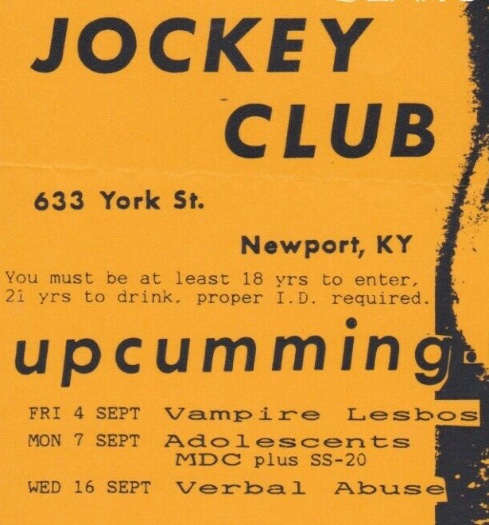 JOCKEY
CLUB
633 York St.
Newport, KY
You must be at least 18 yrs to enter,
21 yrs to drink, proper I.D. required.
upcumming.
FRI 4 SEPT Vampire Lesbos
MON 7 SEPT Adolescents
MDC plus SS-20
WED 16 SEPT Verbal Abuse